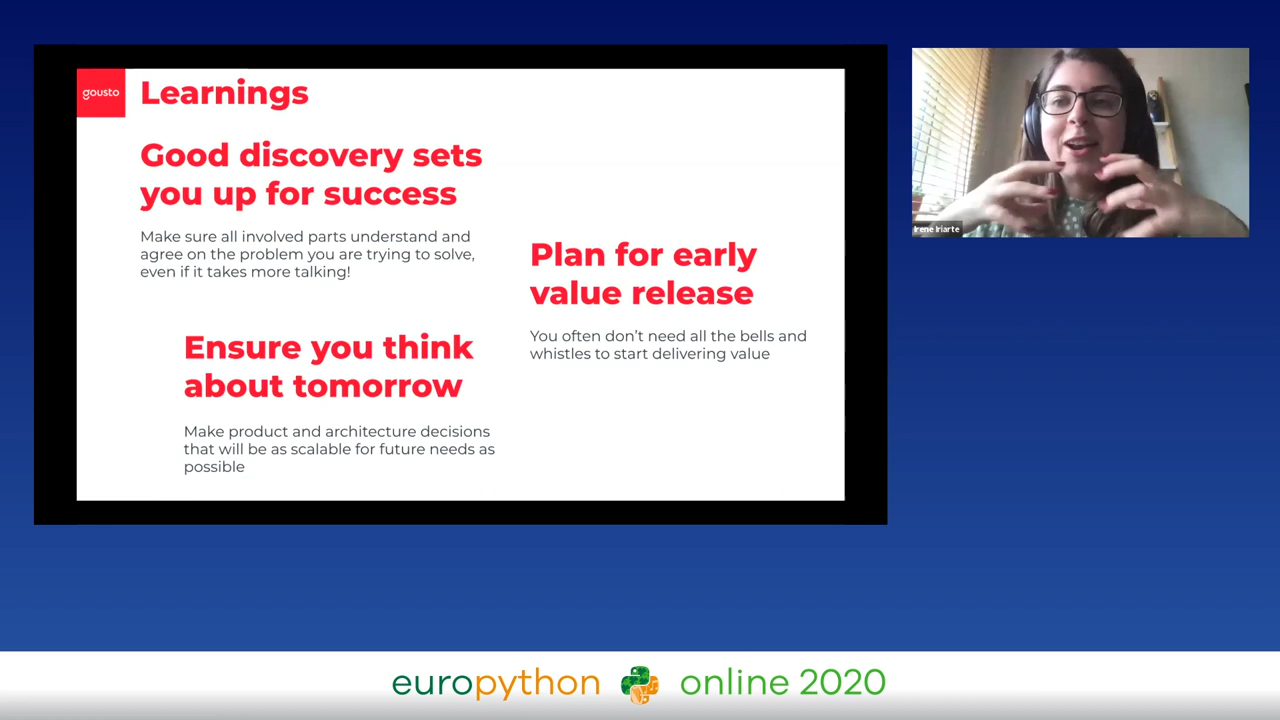 gousto
Learnings
Good discovery sets
you up for success
Make sure all involved parts understand and
agree on the problem you are trying to solve,
even if it takes more talking!
Plan for early
value release
You often don't need all the bells and
whistles to start delivering value
Ensure you think
about tomorrow
Make product and architecture decisions
that will be as scalable for future needs as
possible
Irene Iriarte
europython online 2020